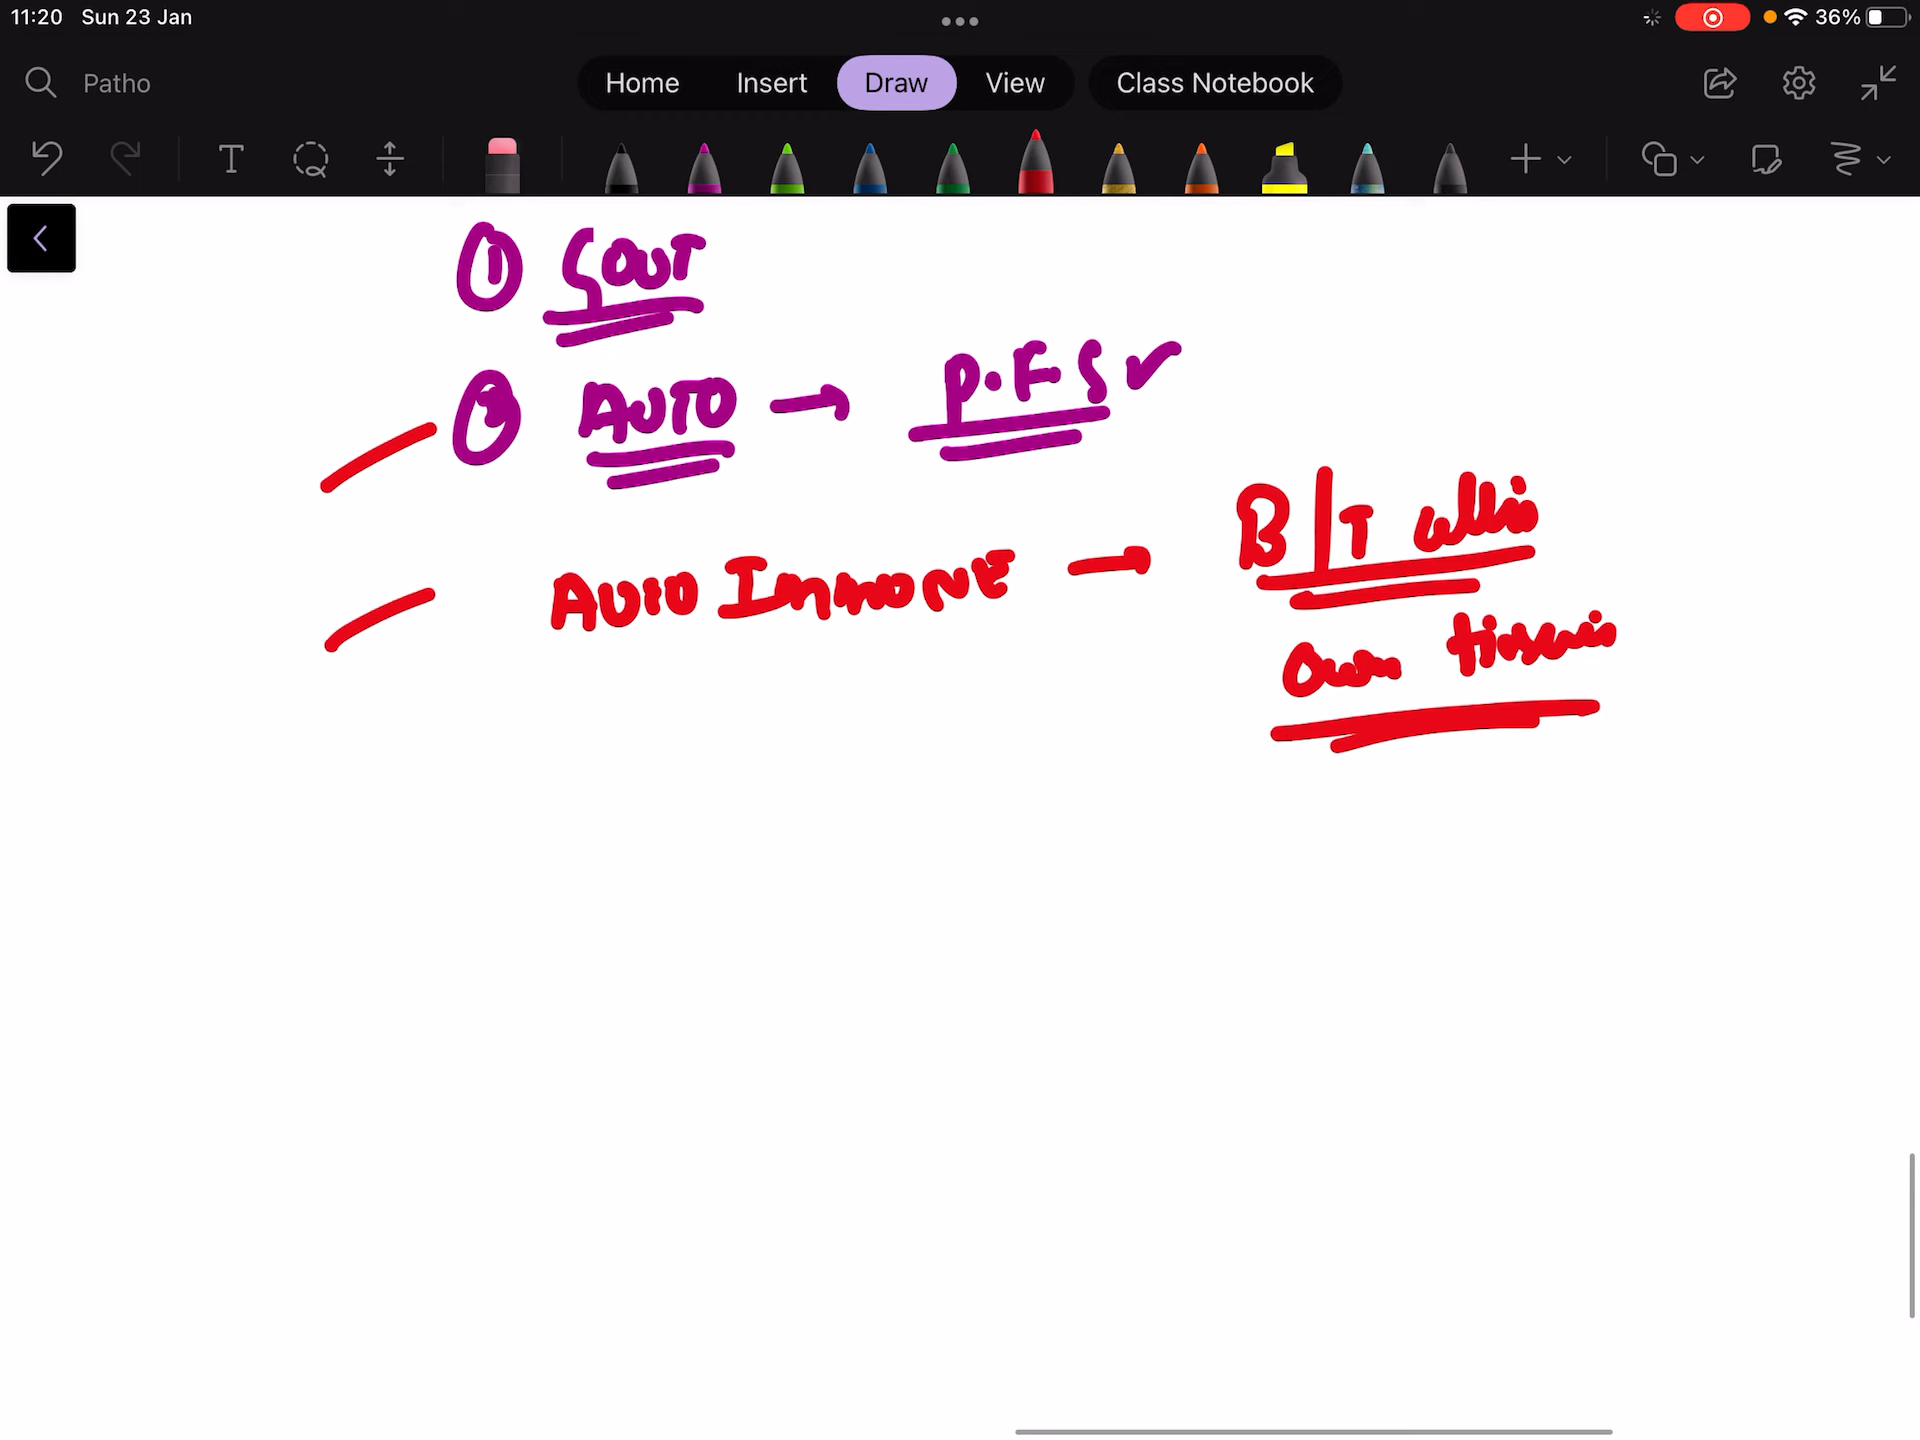 11:20 Sun 23 Jan 36%
Patho Home Insert Draw View Class Notebook
T
① GOUT
② AUTO → P.F.S ✓
AUTO IMMUNE → B/T cells
Own tissues